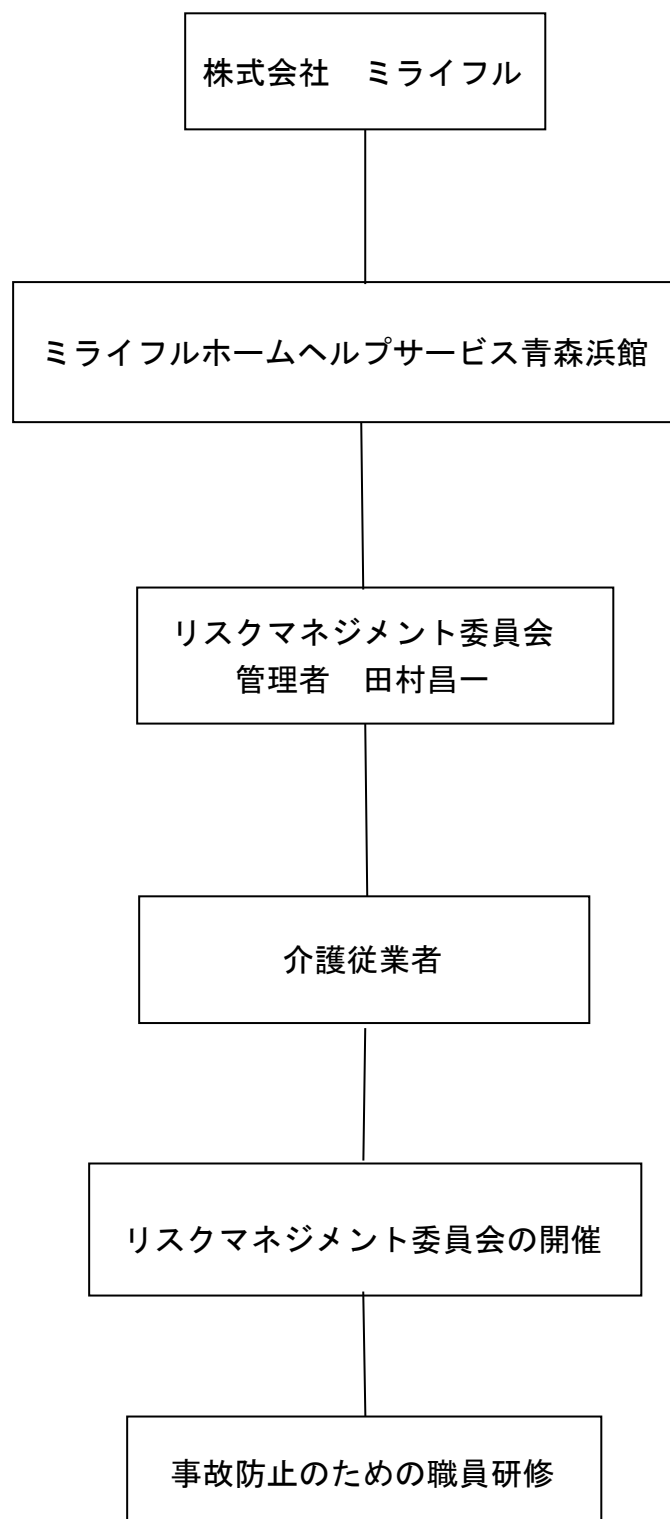 株式会社　ミライフル
ミライフルホームヘルプサービス青森浜館
リスクマネジメント委員会
管理者　田村昌一
介護従業者
リスクマネジメント委員会の開催
事故防止のための職員研修